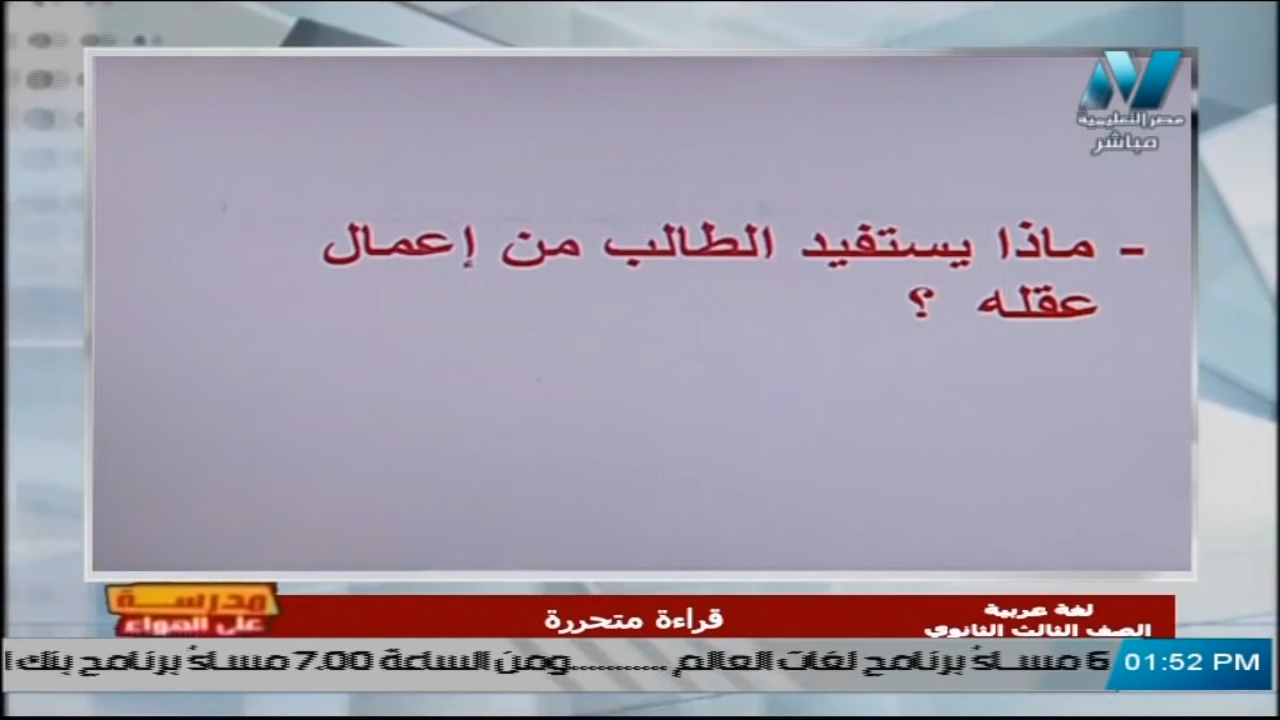 مصر التعليمية
مباشر
- ماذا يستفيد الطالب من إعمال
عقله ؟
مدرسة
على الهواء
قراءة متحررة
لغة عربية
الصف الثالث الثانوي
6 مساءً برنامج لغات العالم ...........ومن الساعة 7.00 مساءً برنامج بنك ا
01:52 PM